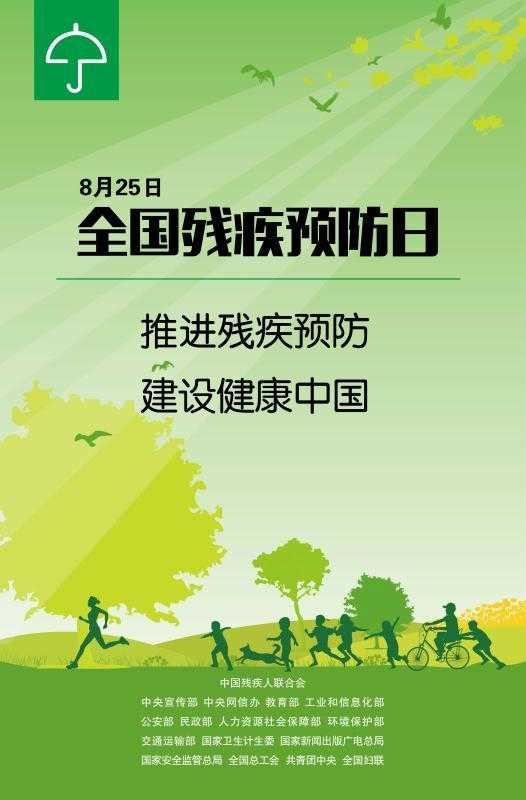 8月25日
全国残疾预防日
推进残疾预防
建设健康中国
中国残疾人联合会
中央宣传部 中央网信办 教育部 工业和信息化部
公安部 民政部 人力资源社会保障部 环境保护部
交通运输部 国家卫生计生委 国家新闻出版广电总局
国家安全监管总局 全国总工会 共青团中央 全国妇联